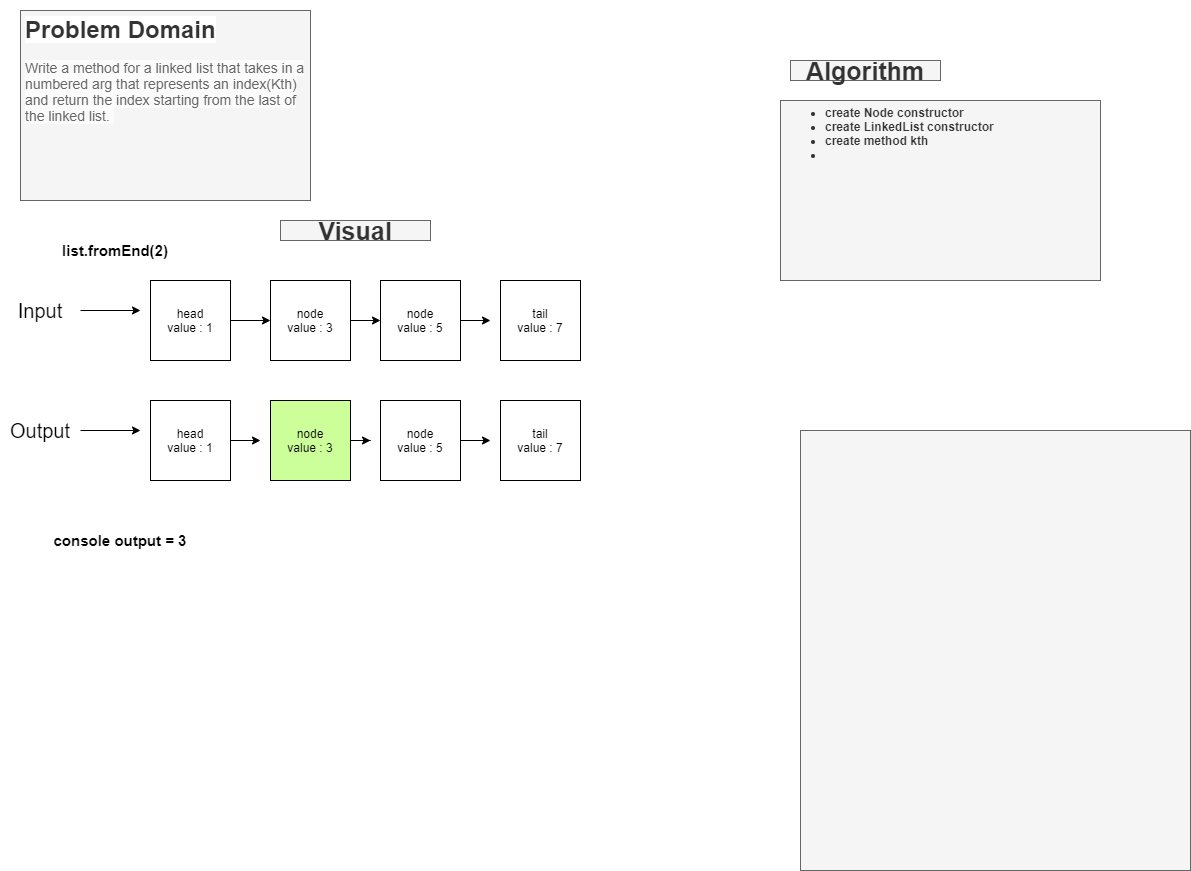 Problem Domain
Write a method for a linked list that takes in a
numbered arg that represents an index(Kth)
and return the index starting from the last of
the linked list.
Algorithm
create Node constructor
create LinkedList constructor
create method kth
Visual
list.fromEnd(2)
Input
head
value : 1
node
value : 3
node
value : 5
tail
value : 7
Output
head
value : 1
node
value : 3
node
value : 5
tail
value : 7
console output = 3